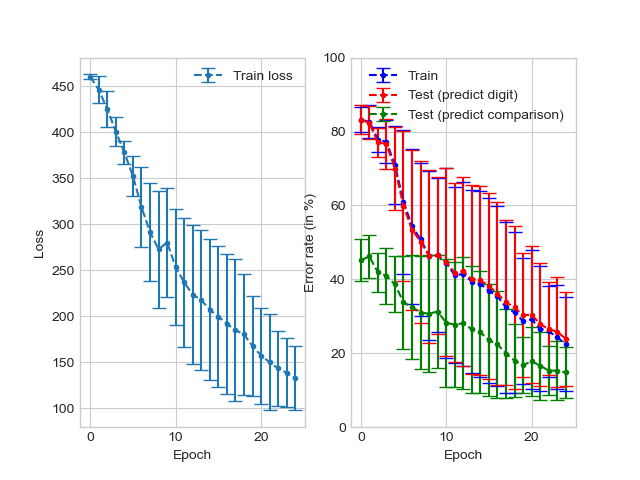 Train loss
450
400
350
300
250
200
150
100
0
10
20
Loss
Epoch
Train
Test (predict digit)
Test (predict comparison)
100
80
60
40
20
0
0
10
20
Error rate (in %)
Epoch